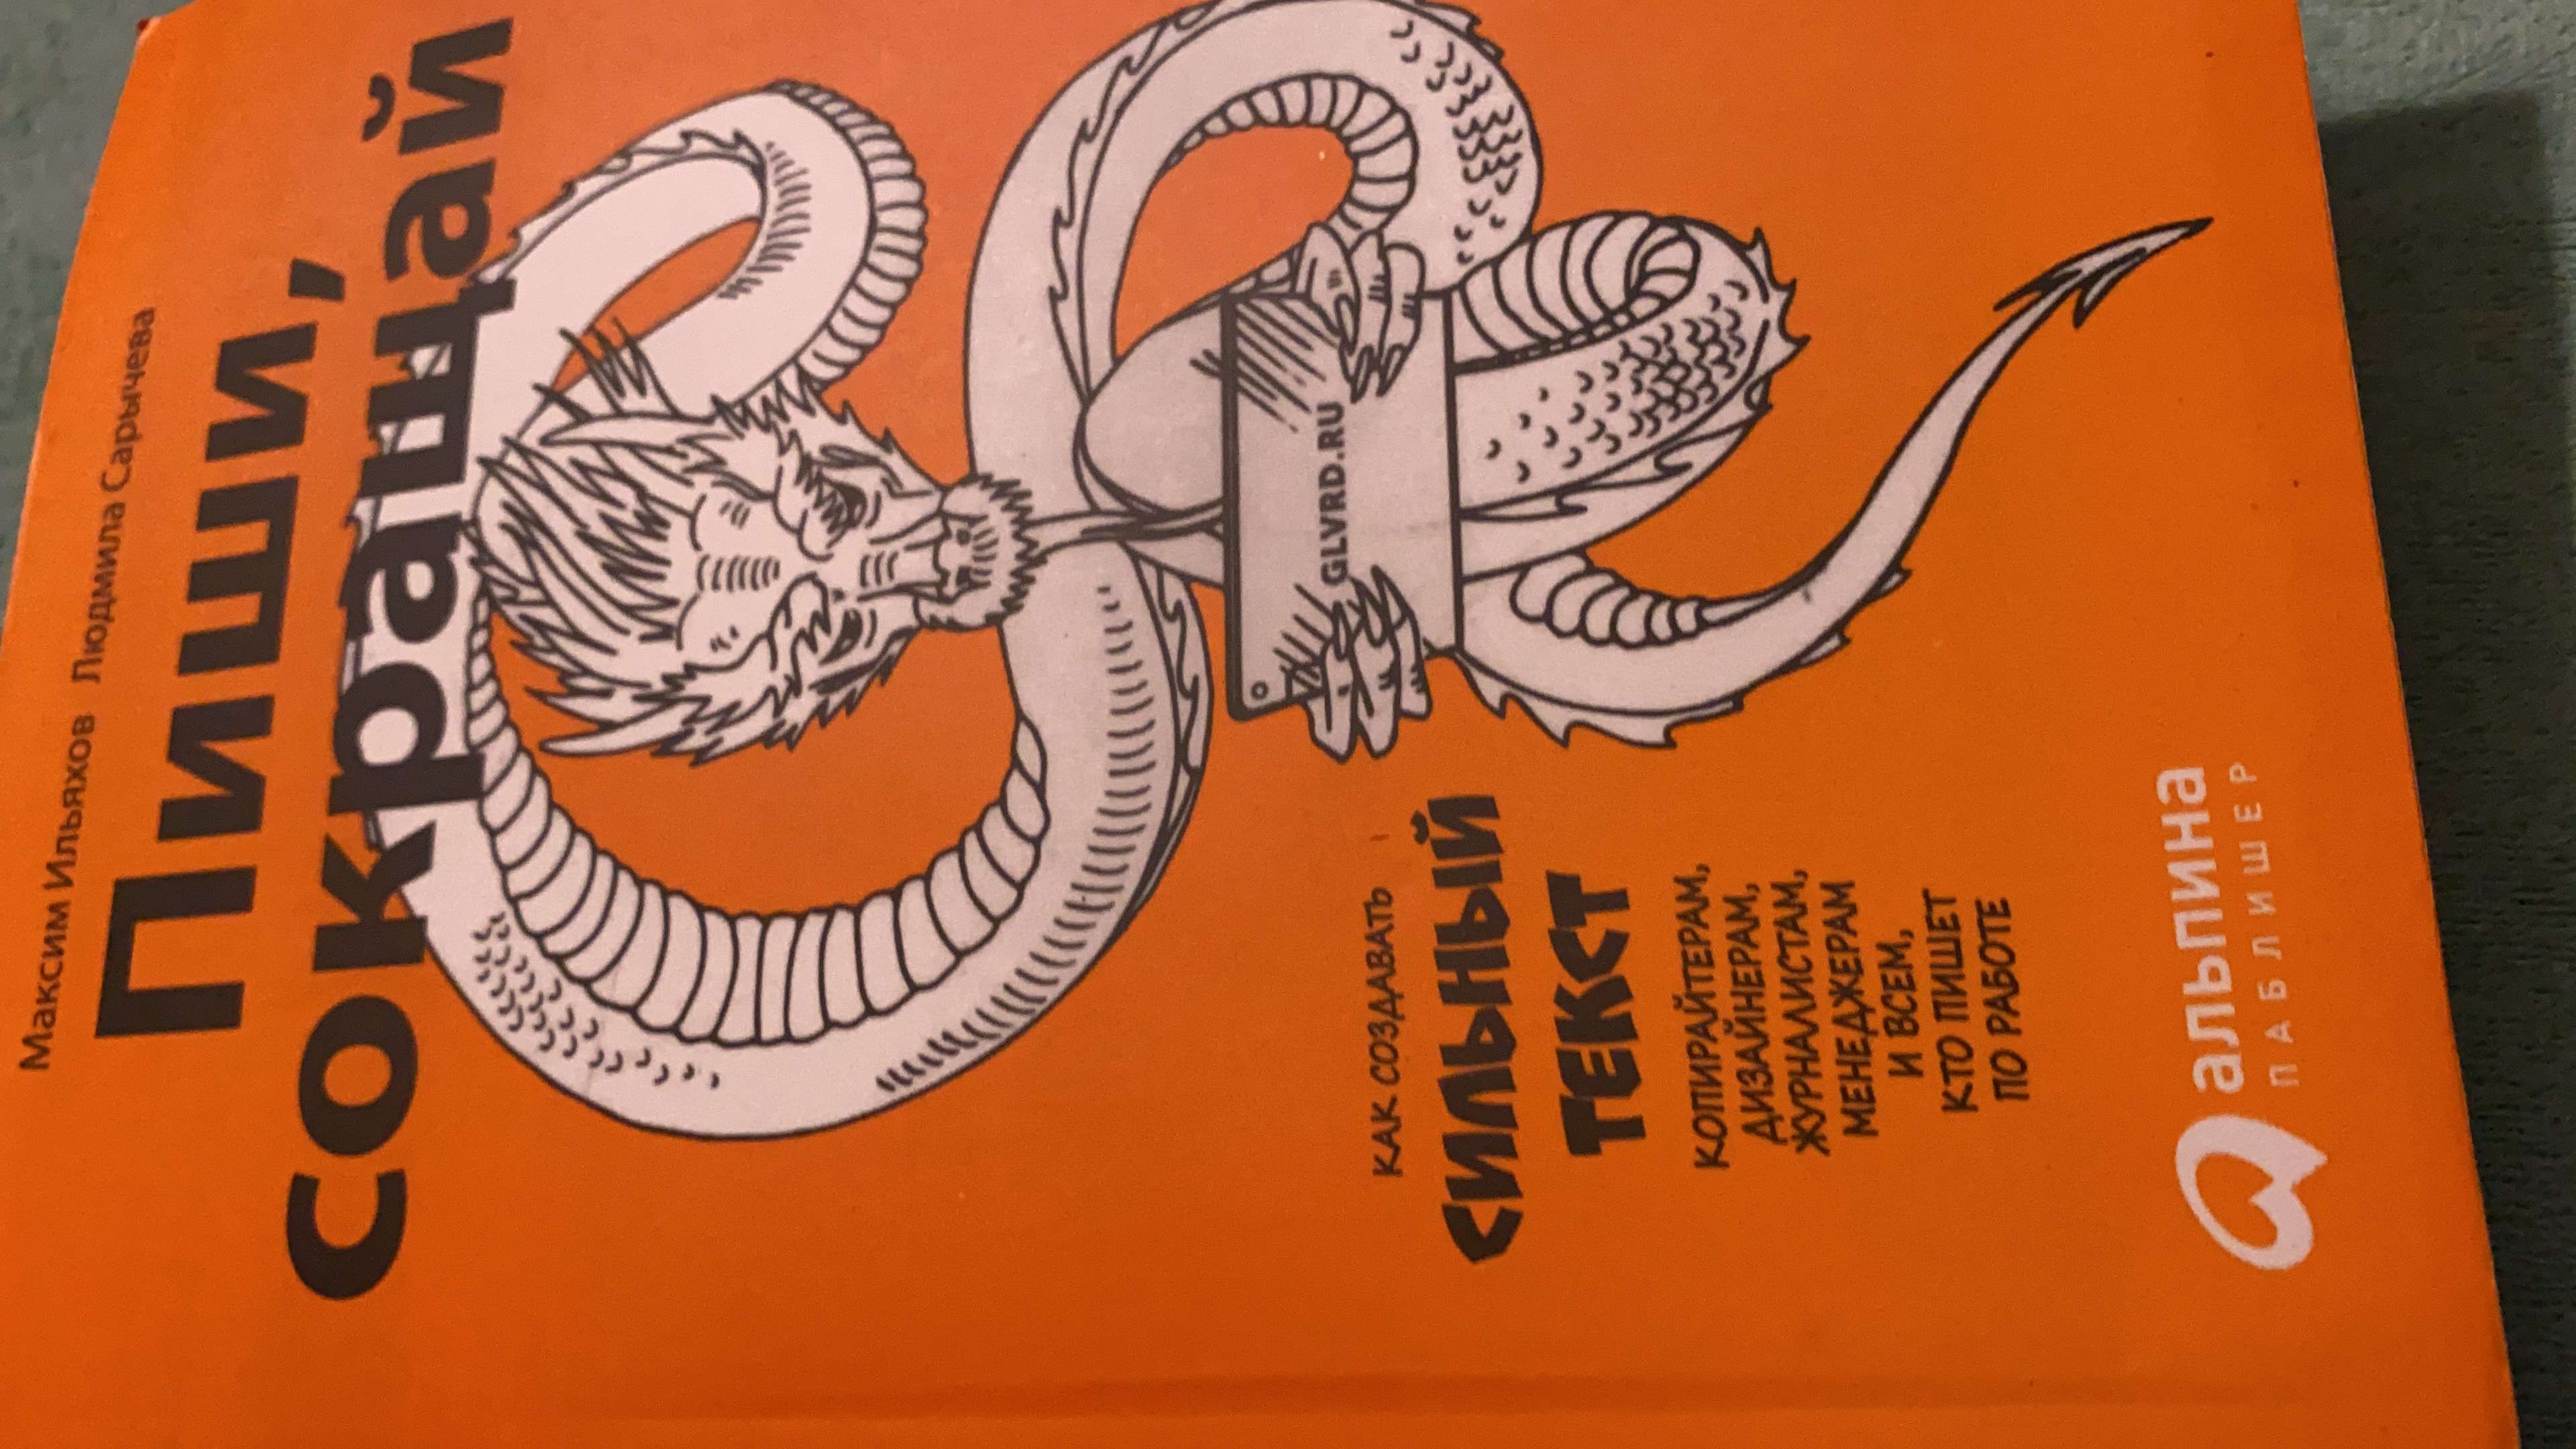 Максим Ильяхов Людмила Сарычева
Пиши,
сокращай
GLVRD.RU
КАК СОЗДАВАТЬ
СИЛЬНЫЙ
ТЕКСТ
КОПИРАЙТЕРАМ,
ДИЗАЙНЕРАМ,
ЖУРНАЛИСТАМ,
МЕНЕДЖЕРАМ
И ВСЕМ,
КТО ПИШЕТ
ПО РАБОТЕ
альпина
ПАБЛИШЕР